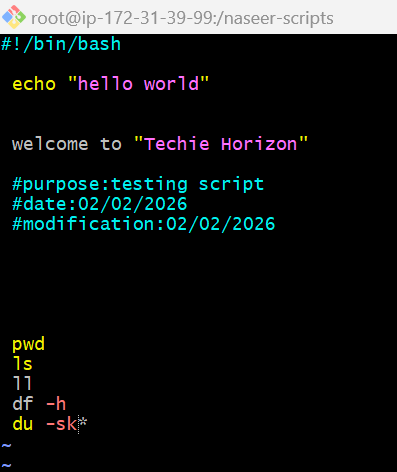 root@ip-172-31-39-99:/naseer-scripts
#!/bin/bash
echo "hello world"
welcome to "Techie Horizon"
#purpose:testing script
#date:02/02/2026
#modification:02/02/2026
pwd
ls
ll
df -h
du -sk*
~
~